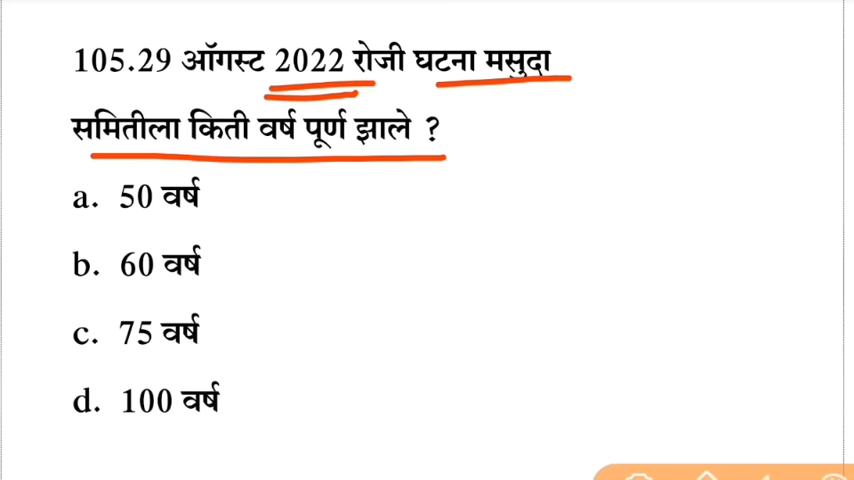 105.29 ऑगस्ट 2022 रोजी घटना मसुदा
समितीला किती वर्ष पूर्ण झाले ?
a. 50 वर्ष
b. 60 वर्ष
c. 75 वर्ष
d. 100 वर्ष